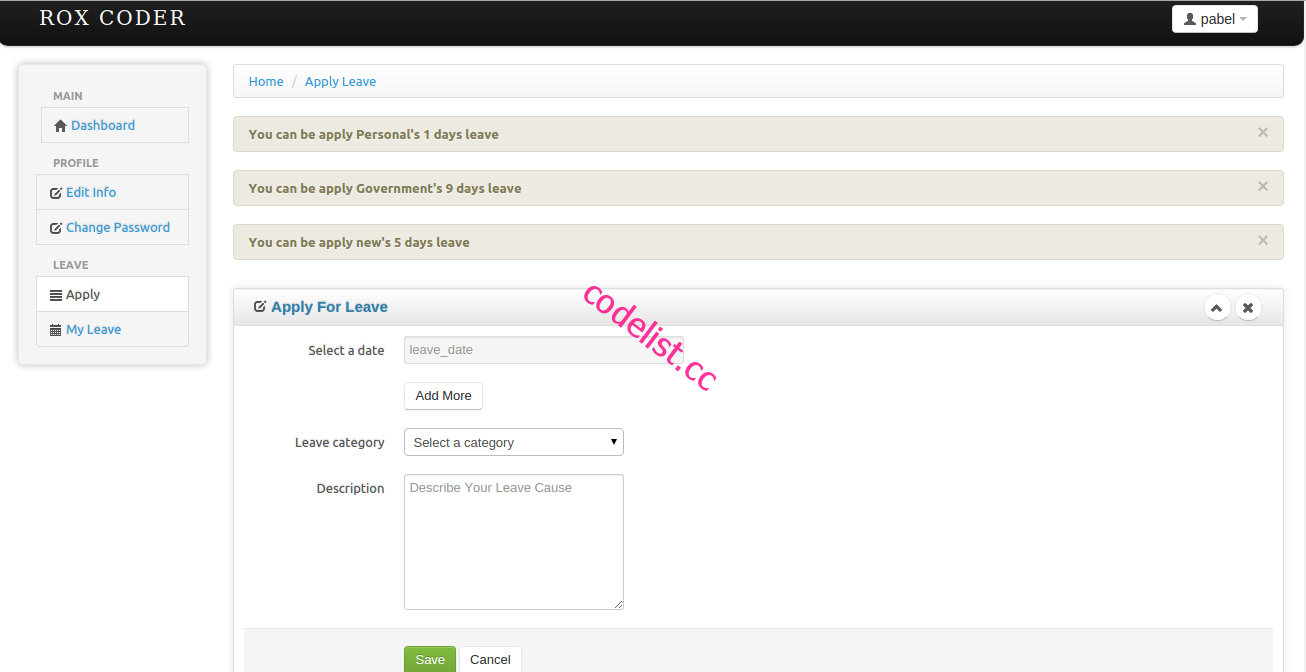 ROX CODER
pabel
MAIN
Dashboard
PROFILE
Edit Info
Change Password
LEAVE
Apply
My Leave
Home / Apply Leave
You can be apply Personal's 1 days leave
×
You can be apply Government's 9 days leave
×
You can be apply new's 5 days leave
×
Apply For Leave
codelist.cc
Select a date
leave_date
Add More
Leave category
Select a category
Description
Describe Your Leave Cause
Save
Cancel